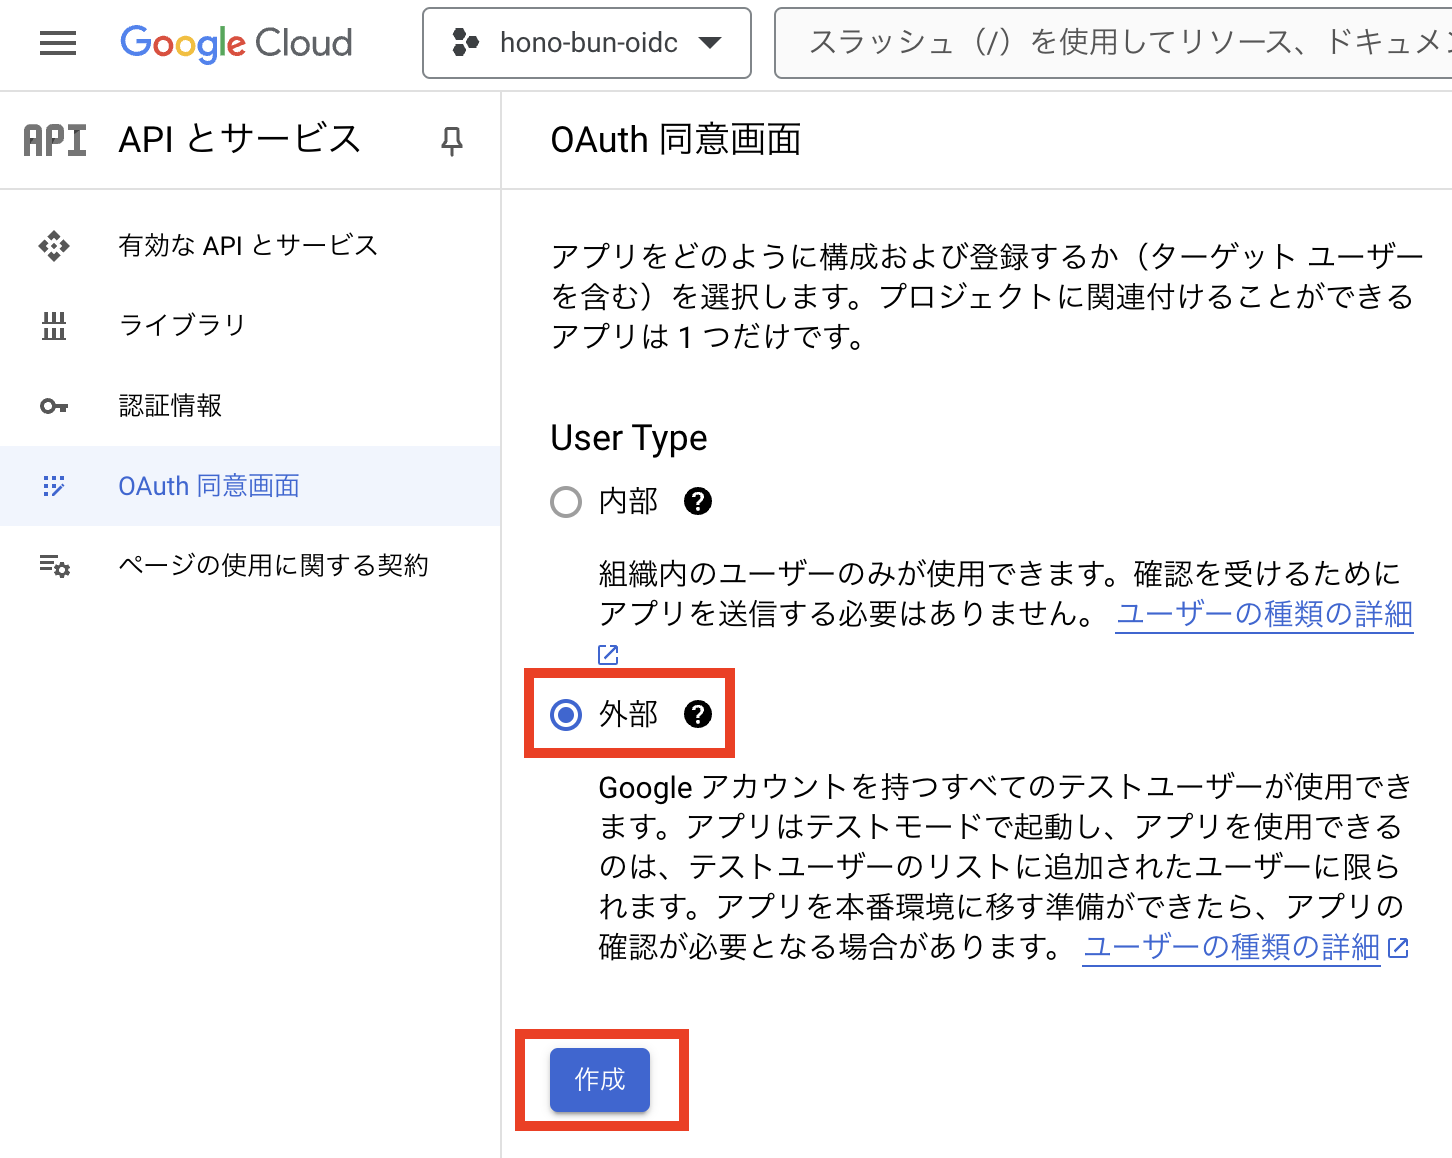 Google Cloud
hono-bun-oidc
スラッシュ（/）を使用してリソース、ドキュメン
API
API とサービス
OAuth 同意画面
有効な API とサービス
ライブラリ
認証情報
OAuth 同意画面
ページの使用に関する契約
アプリをどのように構成および登録するか（ターゲット ユーザー
を含む）を選択します。プロジェクトに関連付けることができる
アプリは 1 つだけです。
User Type
内部
組織内のユーザーのみが使用できます。確認を受けるために
アプリを送信する必要はありません。 ユーザーの種類の詳細
外部
Google アカウントを持つすべてのテストユーザーが使用でき
ます。アプリはテストモードで起動し、アプリを使用できる
のは、テストユーザーのリストに追加されたユーザーに限ら
れます。アプリを本番環境に移す準備ができたら、アプリの
確認が必要となる場合があります。 ユーザーの種類の詳細
作成